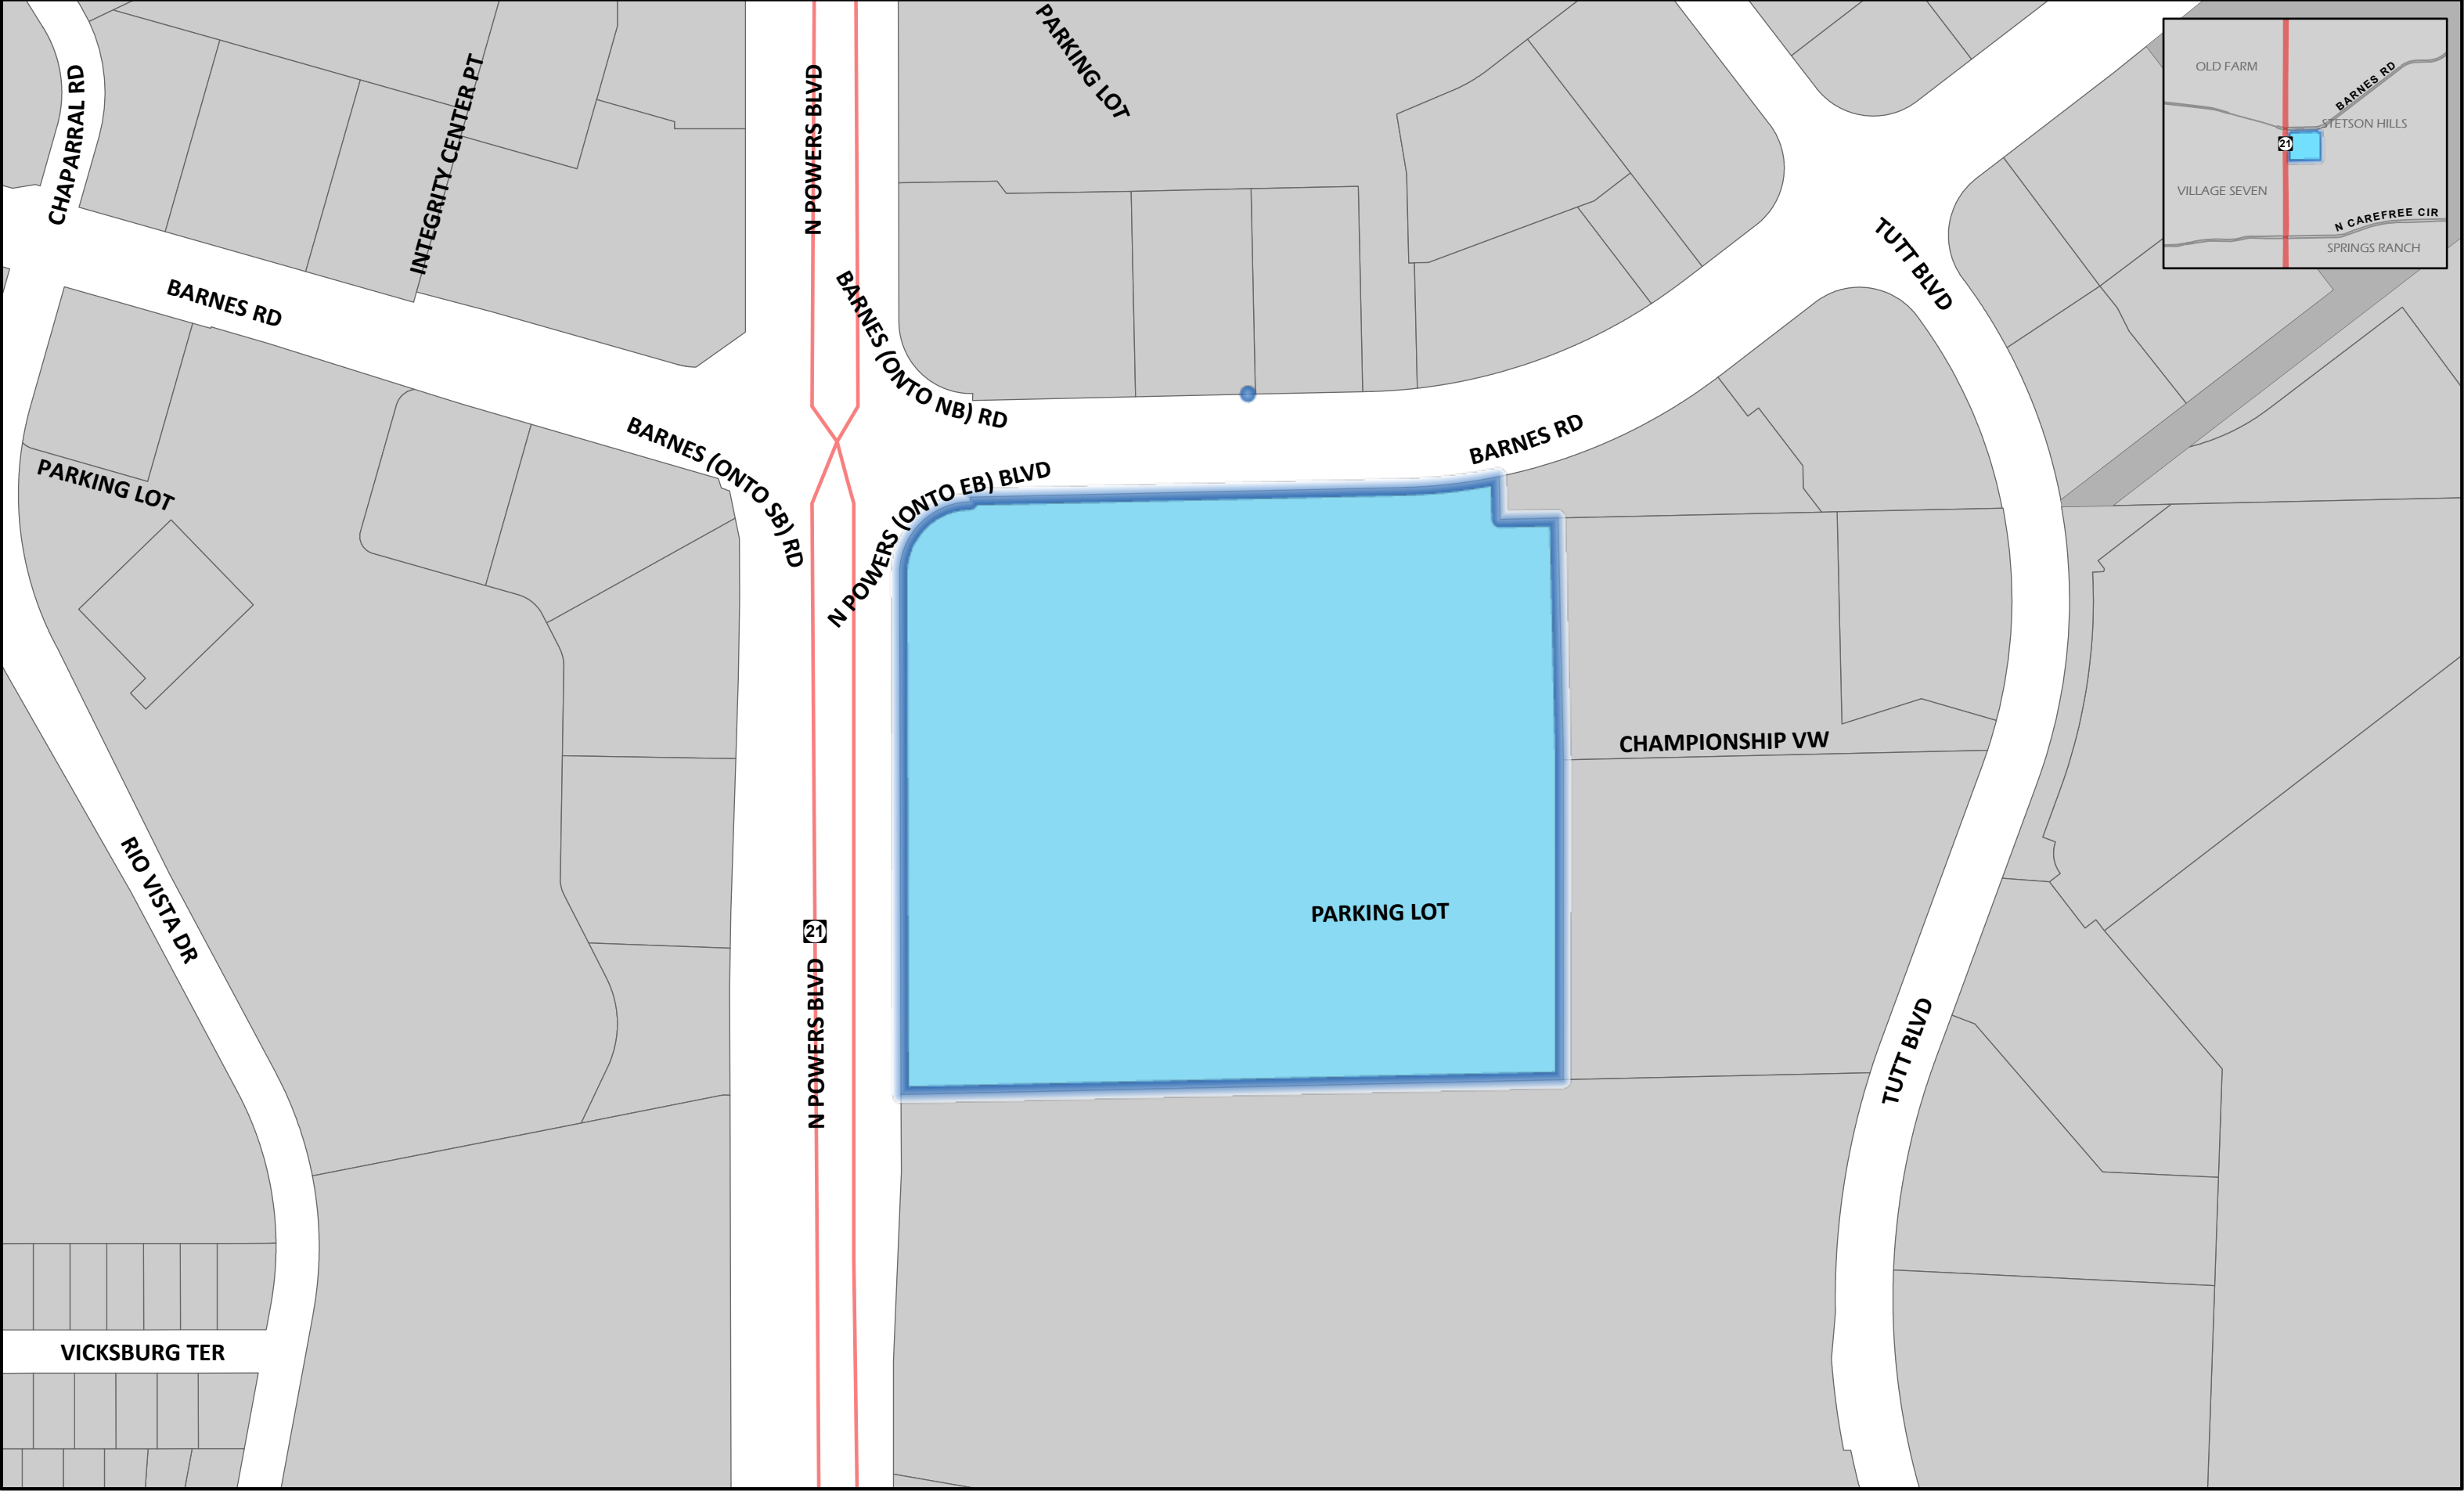 PARKING LOT
CHAPARRAL RD
INTEGRITY CENTER PT
N POWERS BLVD
BARNES RD
BARNES (ONTO NB) RD
TUTT BLVD
BARNES (ONTO SB) RD
N POWERS (ONTO EB) BLVD
BARNES RD
PARKING LOT
CHAMPIONSHIP VW
RIO VISTA DR
PARKING LOT
21
N POWERS BLVD
TUTT BLVD
VICKSBURG TER
OLD FARM
BARNES RD
STETSON HILLS
21
VILLAGE SEVEN
N CAREFREE CIR
SPRINGS RANCH